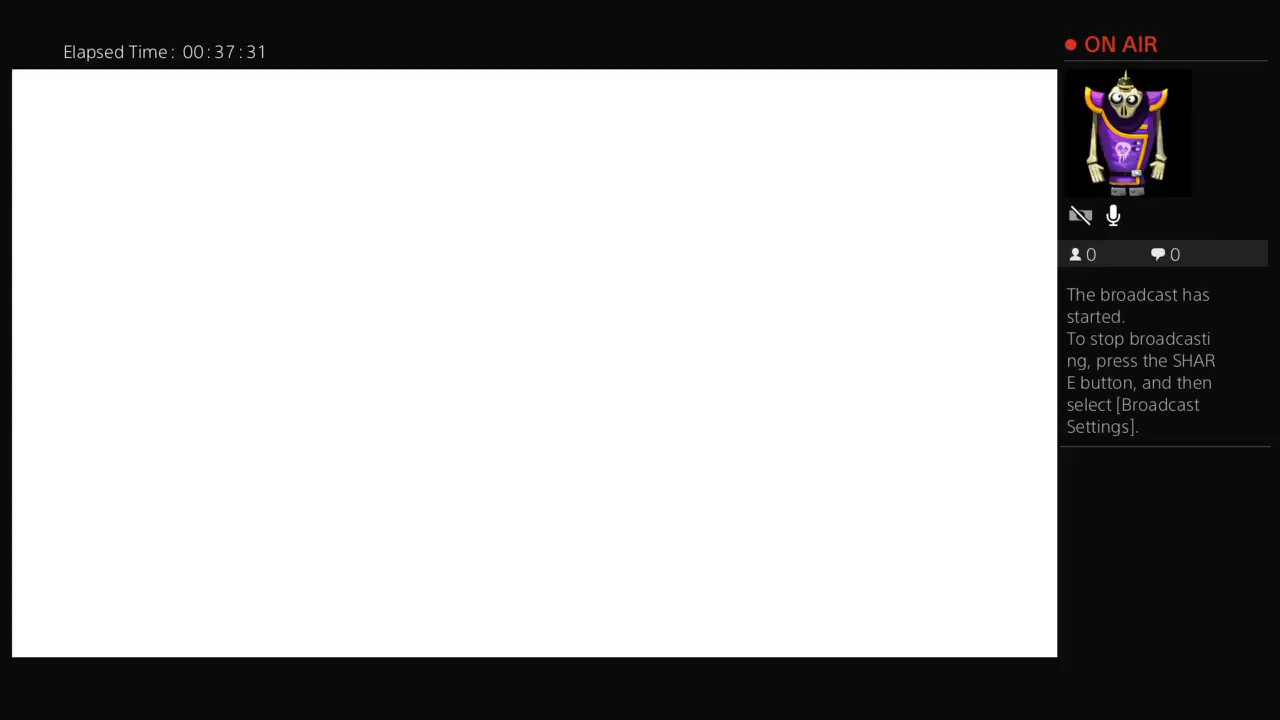 Elapsed Time: 00:37:31
ON AIR
0 0
The broadcast has
started.
To stop broadcasti
ng, press the SHAR
E button, and then
select [Broadcast
Settings].